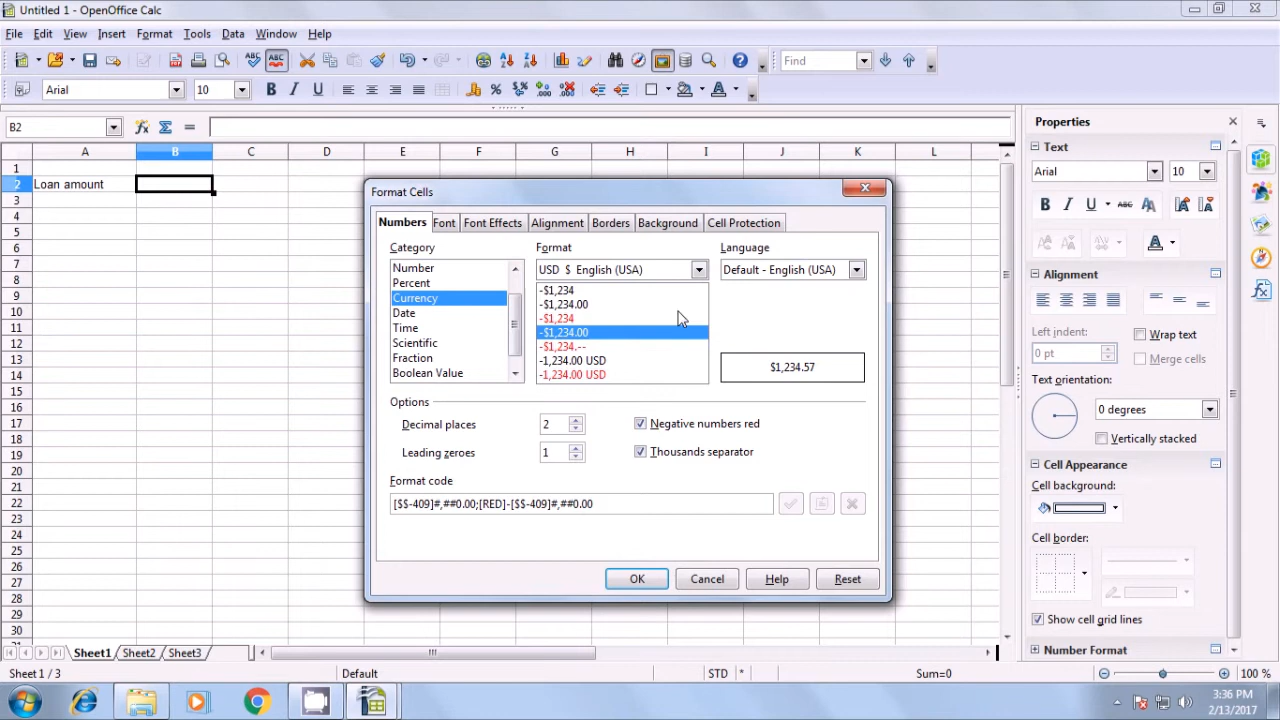 Untitled 1 - OpenOffice Calc
File Edit View Insert Format Tools Data Window Help
ABC ABC Find
Arial 10 B I U % A
B2 =
A B C D E F G H I J K L
1
2 Loan amount
3
4
5
6
7
8
9
10
11
12
13
14
15
16
17
18
19
20
21
22
23
24
25
26
27
28
29
30
31
Format Cells
Numbers Font Font Effects Alignment Borders Background Cell Protection
Category
Number
Percent
Currency
Date
Time
Scientific
Fraction
Boolean Value
Format
USD $ English (USA)
-$1,234
-$1,234.00
-$1,234
-$1,234.00
-$1,234.--
-1,234.00 USD
-1,234.00 USD
Language
Default - English (USA)
$1,234.57
Options
Decimal places 2
Leading zeroes 1
Negative numbers red
Thousands separator
Format code
[$$-409]#,##0.00;[RED]-[$$-409]#,##0.00
OK Cancel Help Reset
Properties
Text
Arial 10
B I U ABC A
A
Alignment
Left indent:
0 pt
Wrap text
Merge cells
Text orientation:
0 degrees
Vertically stacked
Cell Appearance
Cell background:
Cell border:
Show cell grid lines
Number Format
Sheet1 Sheet2 Sheet3
Sheet 1 / 3 Default STD * Sum=0 100 %
3:36 PM
2/13/2017